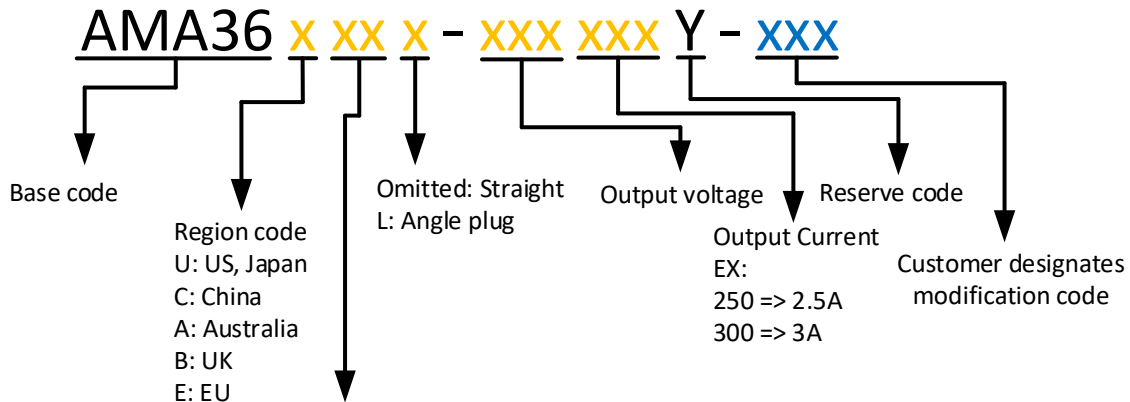 AMA36 x xx x - xxx xxx Y - xxx
Base code
Region code
U: US, Japan
C: China
A: Australia
B: UK
E: EU
Omitted: Straight
L: Angle plug
Output voltage
Output Current
EX:
250 => 2.5A
300 => 3A
Reserve code
Customer designates
modification code